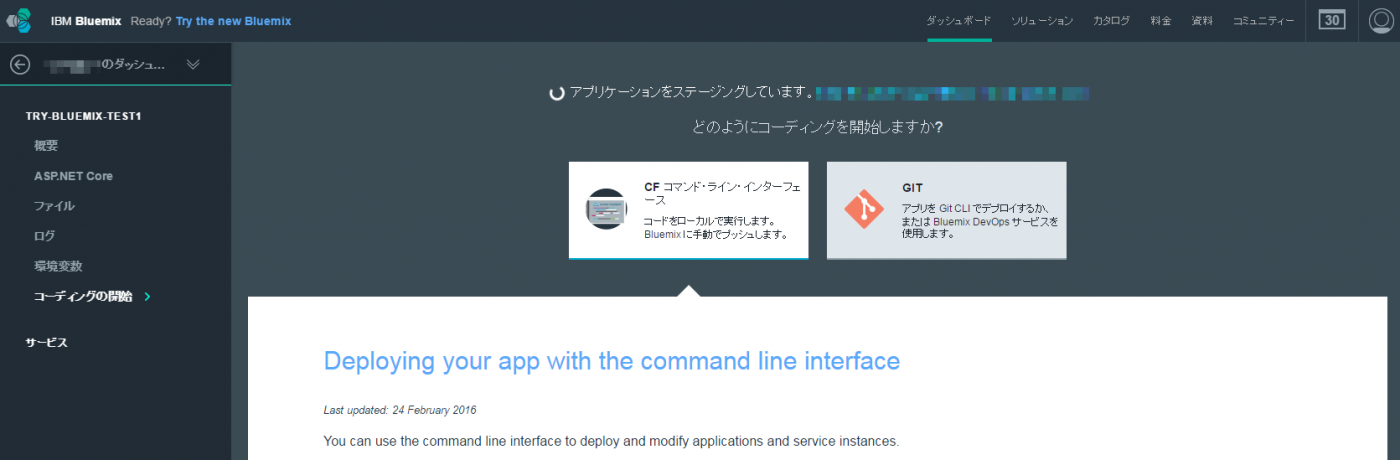 IBM Bluemix Ready? Try the new Bluemix
ダッシュボード ソリューション カタログ 料金 資料 コミュニティー 30
のダッシュ...
TRY-BLUEMIX-TEST1
概要
ASP.NET Core
ファイル
ログ
環境変数
コーディングの開始
サービス
アプリケーションをステージングしています。
どのようにコーディングを開始しますか?
CF コマンド・ライン・インターフェ
ース
コードをローカルで実行します。
Bluemix に手動でプッシュします。
GIT
アプリを Git CLI でデプロイするか、
または Bluemix DevOps サービスを
使用します。
Deploying your app with the command line interface
Last updated: 24 February 2016
You can use the command line interface to deploy and modify applications and service instances.